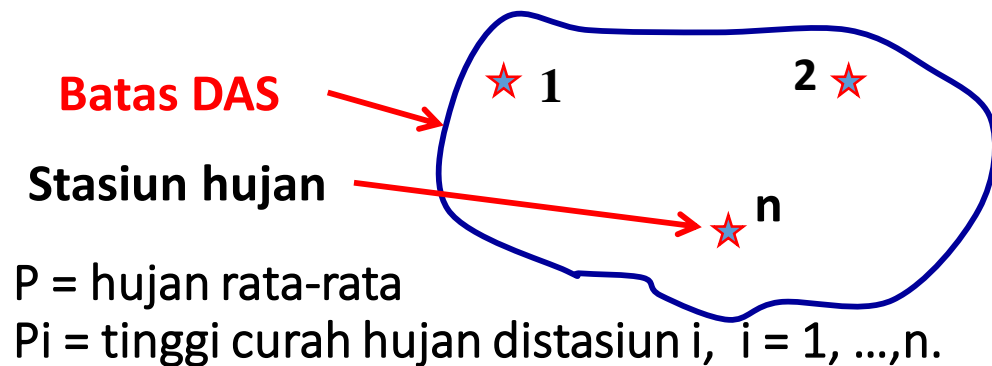 1
2
Batas DAS
Stasiun hujan
n
P = hujan rata-rata
Pi = tinggi curah hujan distasiun i, i = 1, ...,n.